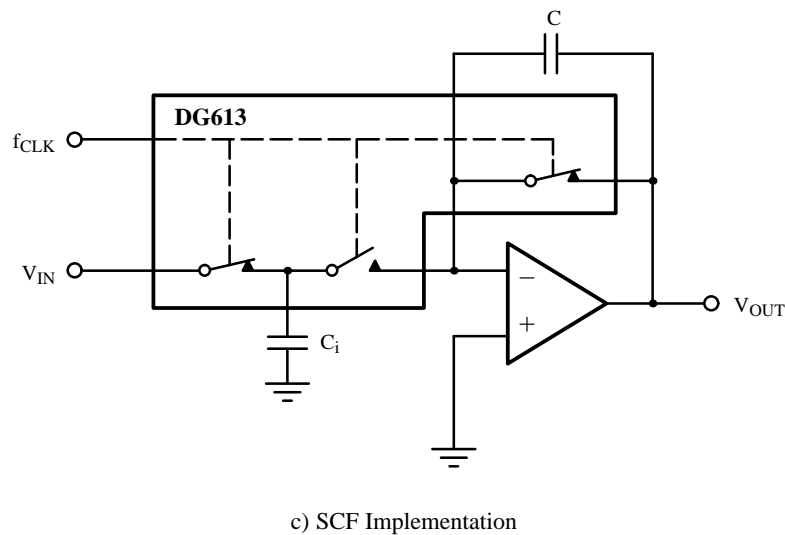 C
DG613
fCLK
VIN
Ci
−
+
VOUT
c) SCF Implementation